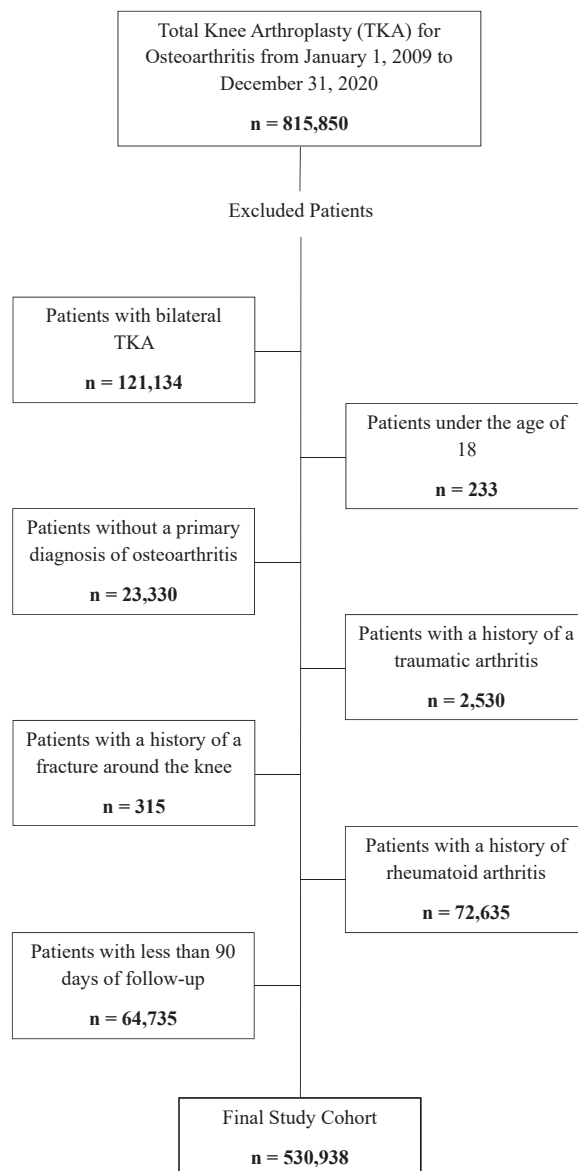 Total Knee Arthroplasty (TKA) for
Osteoarthritis from January 1, 2009 to
December 31, 2020
n = 815,850
Excluded Patients
Patients with bilateral
TKA
n = 121,134
Patients under the age of
18
n = 233
Patients without a primary
diagnosis of osteoarthritis
n = 23,330
Patients with a history of a
traumatic arthritis
n = 2,530
Patients with a history of a
fracture around the knee
n = 315
Patients with a history of
rheumatoid arthritis
n = 72,635
Patients with less than 90
days of follow-up
n = 64,735
Final Study Cohort
n = 530,938